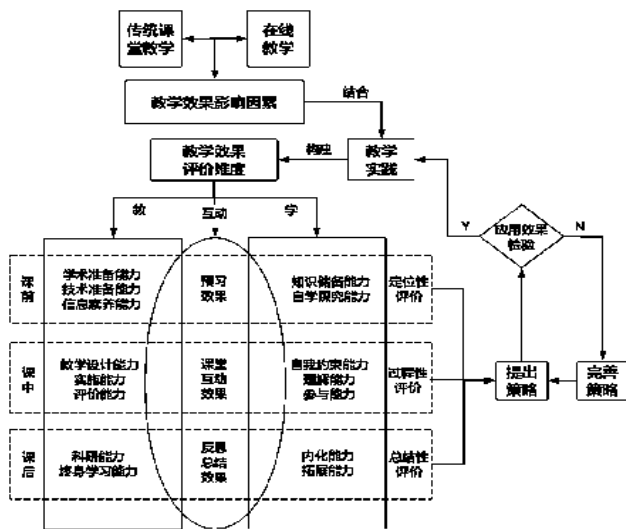 传统课
堂教学
在线
教学
教学效果影响因素
结合
教学效果
评价维度
构建
教学
实践
教
互动
学
Y
应用效果
检验
N
课
前
学术准备能力
技术准备能力
信息素养能力
预习
效果
知识储备能力
自学探究能力
定位性
评价
课
中
教学设计能力
实施能力
评价能力
课堂
互动
效果
自我约束能力
理解能力
参与能力
过程性
评价
提出
策略
完善
策略
课
后
科研能力
终身学习能力
反思
总结
效果
内化能力
拓展能力
总结性
评价